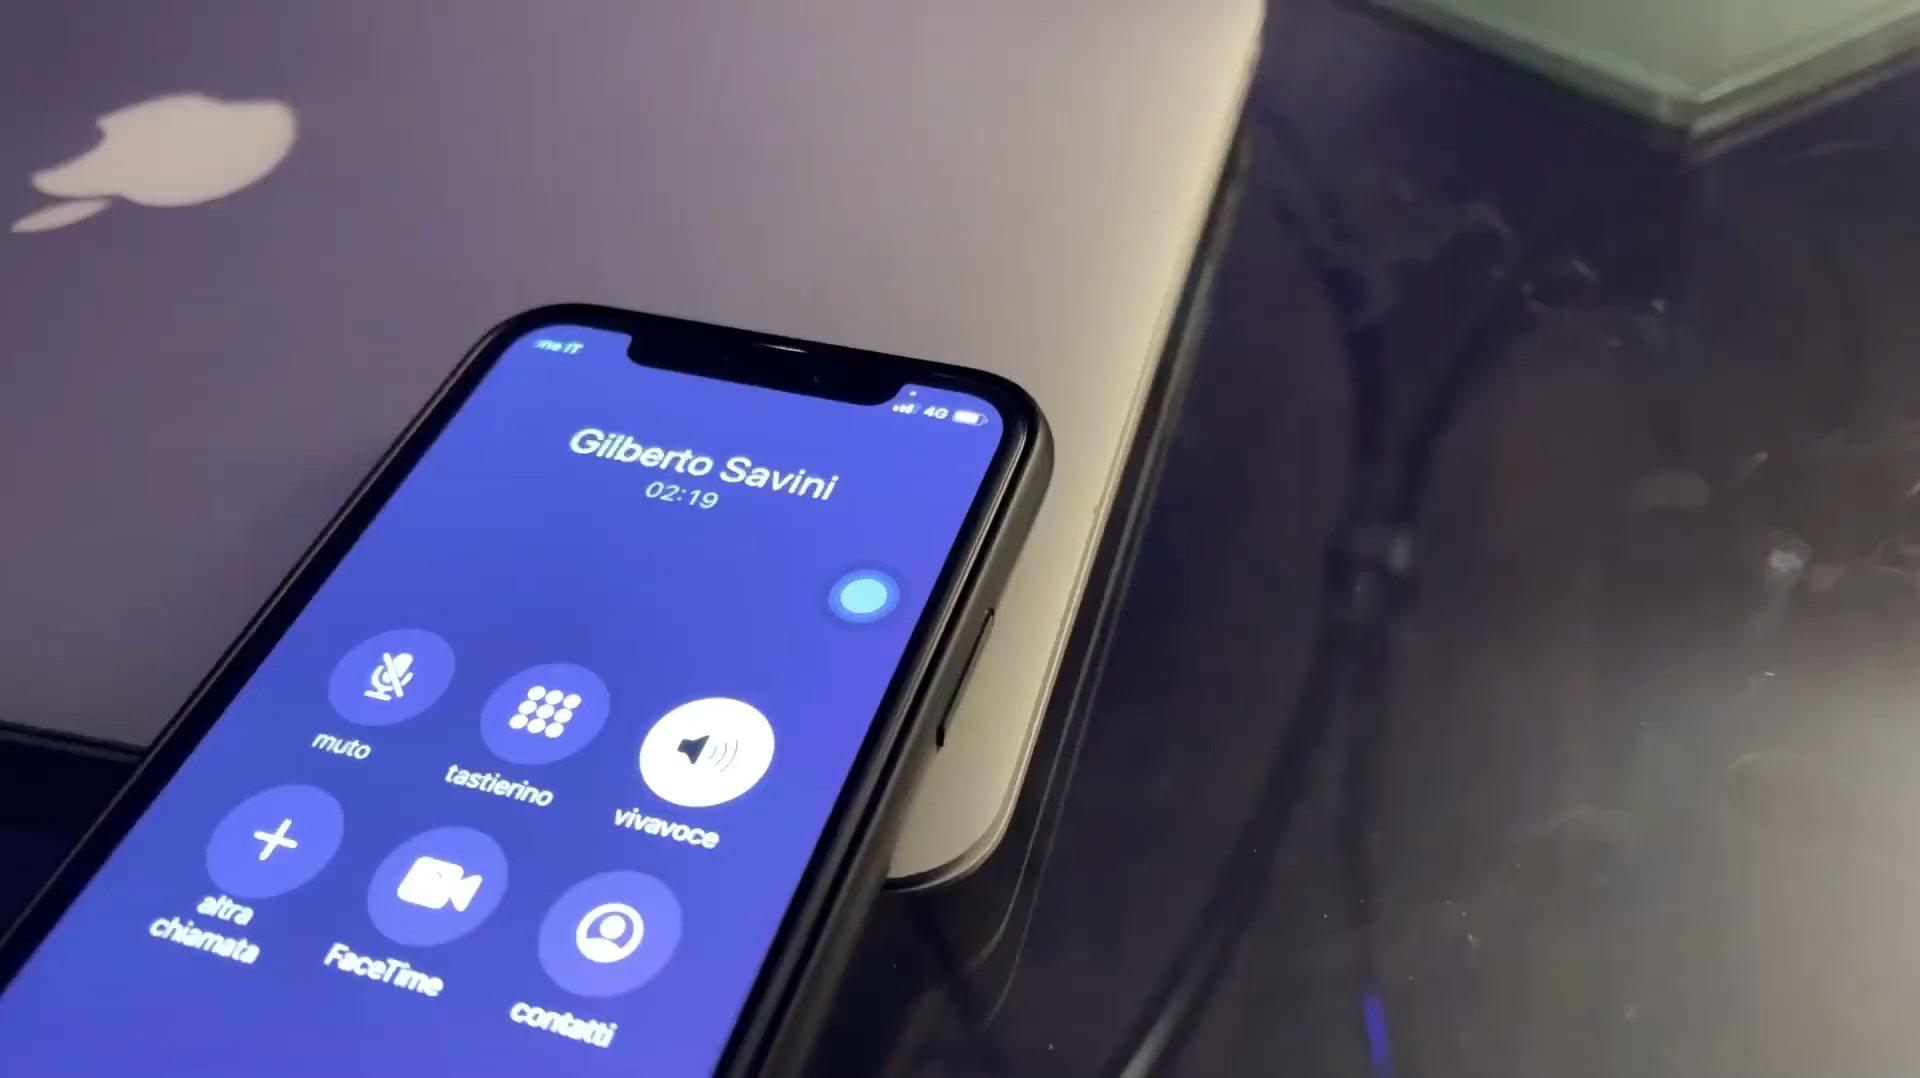 4G
Gilberto Savini
02:19
muto
tastierino
vivavoce
altra
chiamata
FaceTime
contatti